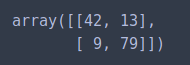 array([[42, 13],
       [ 9, 79]])